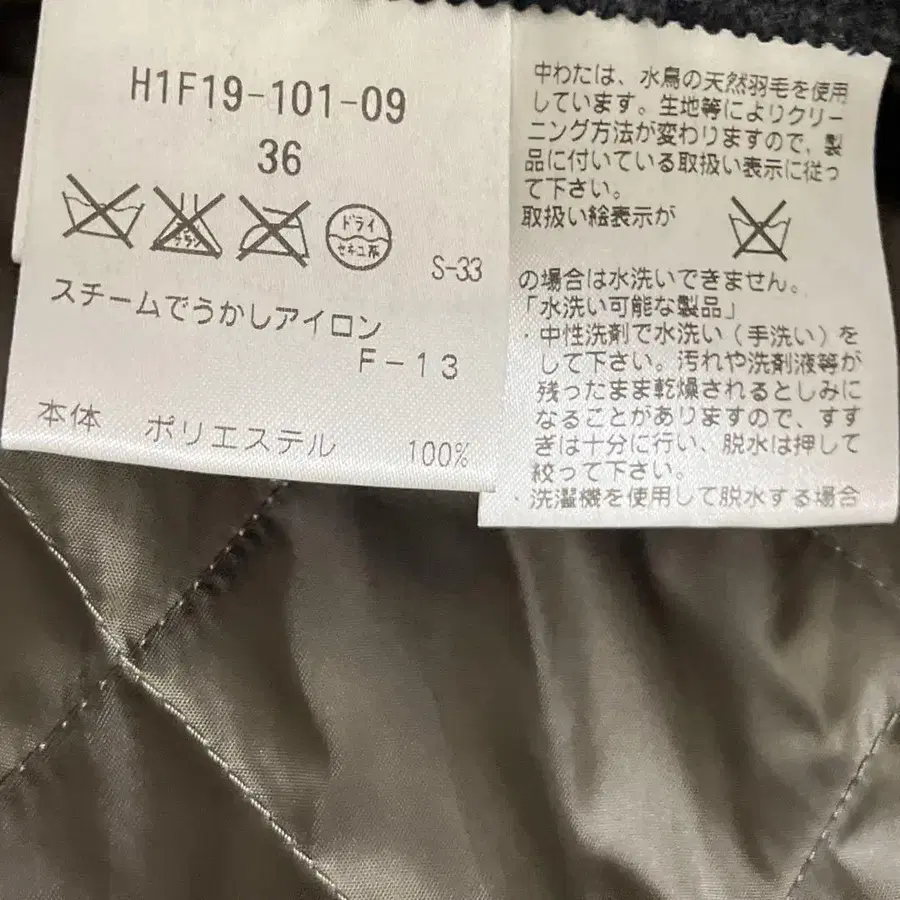 H1F19-101-09
36
ドライ
セキユ系
S-33
スチームでうかしアイロン
F-13
本体 ポリエステル 100%
中わたは、水鳥の天然羽毛を使用
しています。生地等によりクリー
ニング方法が変わりますので、製
品に付いている取扱い表示に従っ
て下さい。
取扱い絵表示が
の場合は水洗いできません。
「水洗い可能な製品」
・中性洗剤で水洗い(手洗い)を
して下さい。汚れや洗剤液等が
残ったまま乾燥されるとしみに
なることがありますので、すす
ぎは十分に行い、脱水は押して
絞って下さい。
・洗濯機を使用して脱水する場合